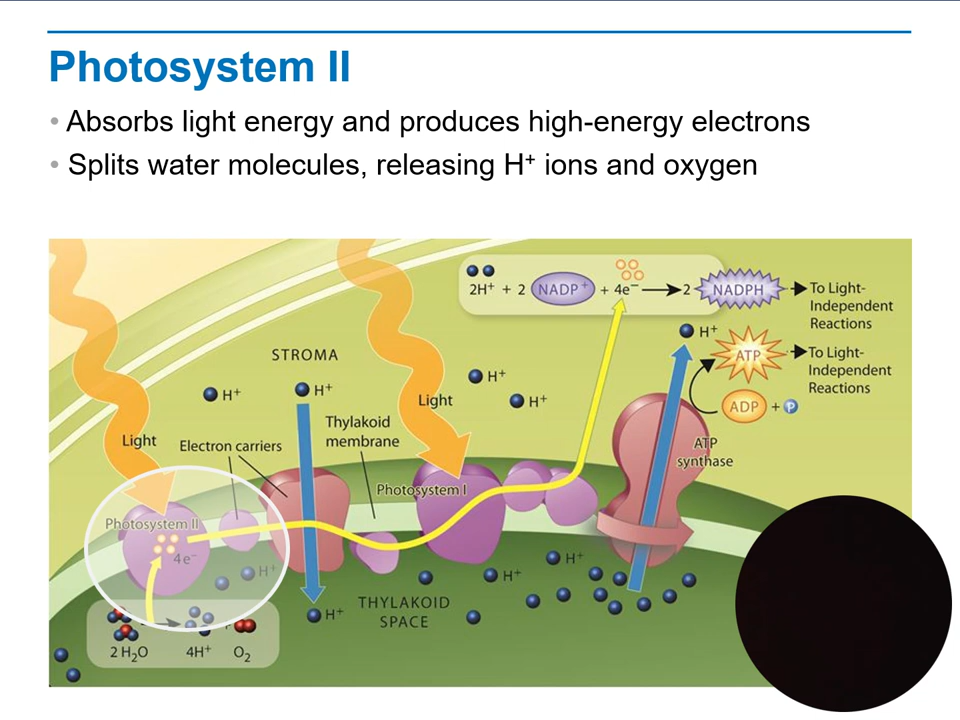 Photosystem II
• Absorbs light energy and produces high-energy electrons
• Splits water molecules, releasing H⁺ ions and oxygen
2H⁺ + 2 NADP⁺ + 4e⁻ → 2 NADPH
To Light-
Independent
Reactions
H⁺
ATP
To Light-
Independent
Reactions
ADP + P
STROMA
H⁺
H⁺
H⁺
H⁺
Light
Light
Electron carriers
Thylakoid
membrane
ATP
synthase
Photosystem I
Photosystem II
4e⁻
H⁺
H⁺
H⁺
H⁺
THYLAKOID
SPACE
2 H₂O
4H⁺
O₂